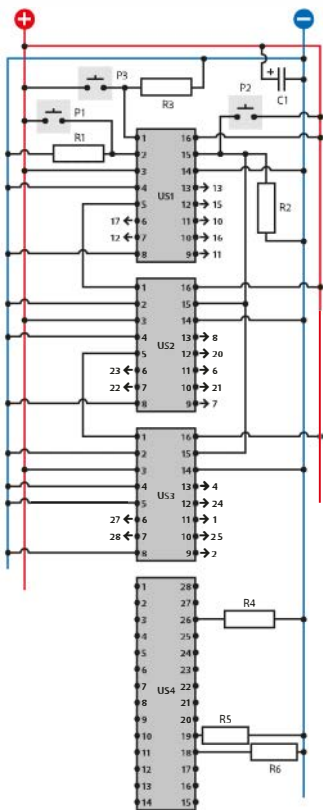 + −
P3
R3
+ C1
P2
P1
R1
1 16
2 15
3 14
4 13 → 13
5 US1 12 → 15
17 ← 6 11 → 10
12 ← 7 10 → 16
8 9 → 11
R2
1 16
2 15
3 14
4 13 → 8
5 US2 12 → 20
23 ← 6 11 → 6
22 ← 7 10 → 21
8 9 → 7
1 16
2 15
3 14
4 13 → 4
5 US3 12 → 24
27 ← 6 11 → 1
28 ← 7 10 → 25
8 9 → 2
1 28
2 27
3 26 R4
4 25
5 24
6 23
7 US4 22
8 21
9 20
10 19 R5
11 18 R6
12 17
13 16
14 15